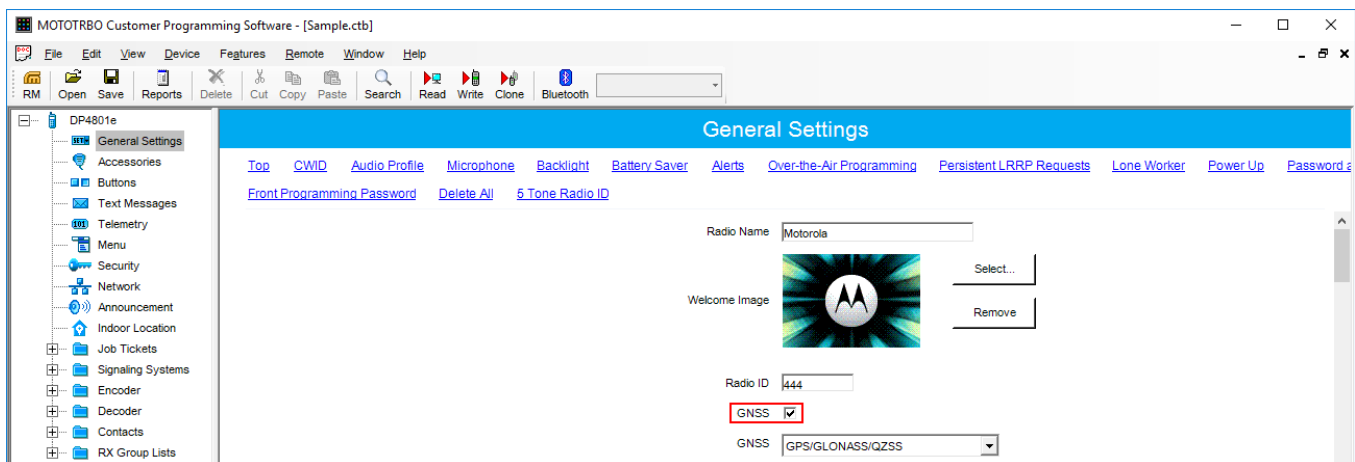 MOTOTRBO Customer Programming Software - [Sample.ctb]
File Edit View Device Features Remote Window Help
RM Open Save Reports Delete Cut Copy Paste Search Read Write Clone Bluetooth
DP4801e
General Settings
Accessories
Buttons
Text Messages
Telemetry
Menu
Security
Network
Announcement
Indoor Location
Job Tickets
Signaling Systems
Encoder
Decoder
Contacts
RX Group Lists
General Settings
Top CWID Audio Profile Microphone Backlight Battery Saver Alerts Over-the-Air Programming Persistent LRRP Requests Lone Worker Power Up Password a
Front Programming Password Delete All 5 Tone Radio ID
Radio Name Motorola
Welcome Image
Select...
Remove
Radio ID 444
GNSS
GNSS GPS/GLONASS/QZSS